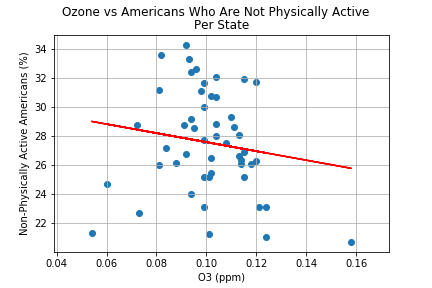 Ozone vs Americans Who Are Not Physically Active
Per State
Non-Physically Active Americans (%)
34
32
30
28
26
24
22
0.04 0.06 0.08 0.10 0.12 0.14 0.16
O3 (ppm)